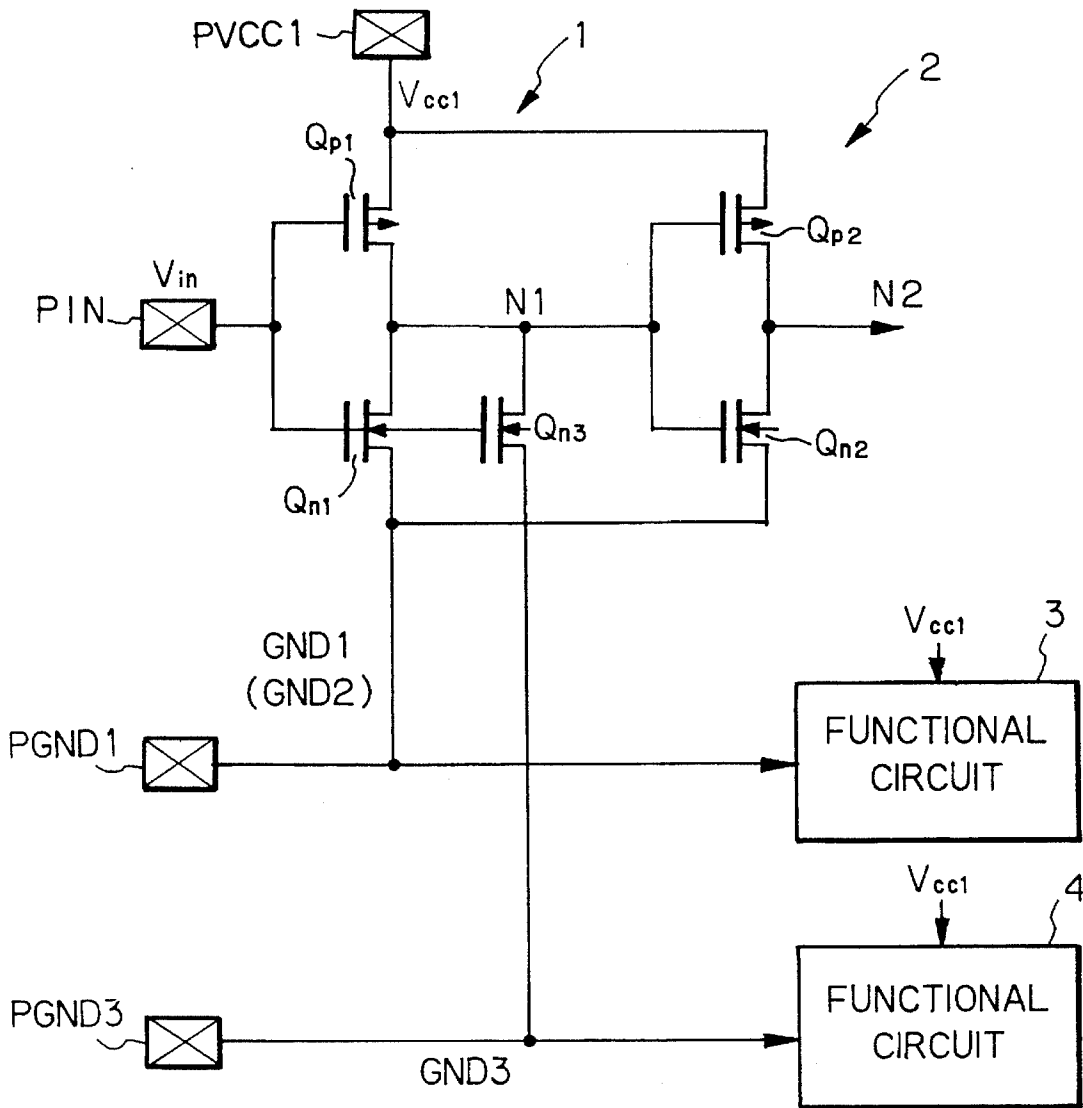 PVCC1
1
2
Vcc1
Qp1
Qp2
Vin
PIN
N1
N2
Qn3
Qn2
Qn1
GND1
(GND2)
Vcc1
3
PGND1
FUNCTIONAL
CIRCUIT
Vcc1
4
PGND3
FUNCTIONAL
CIRCUIT
GND3